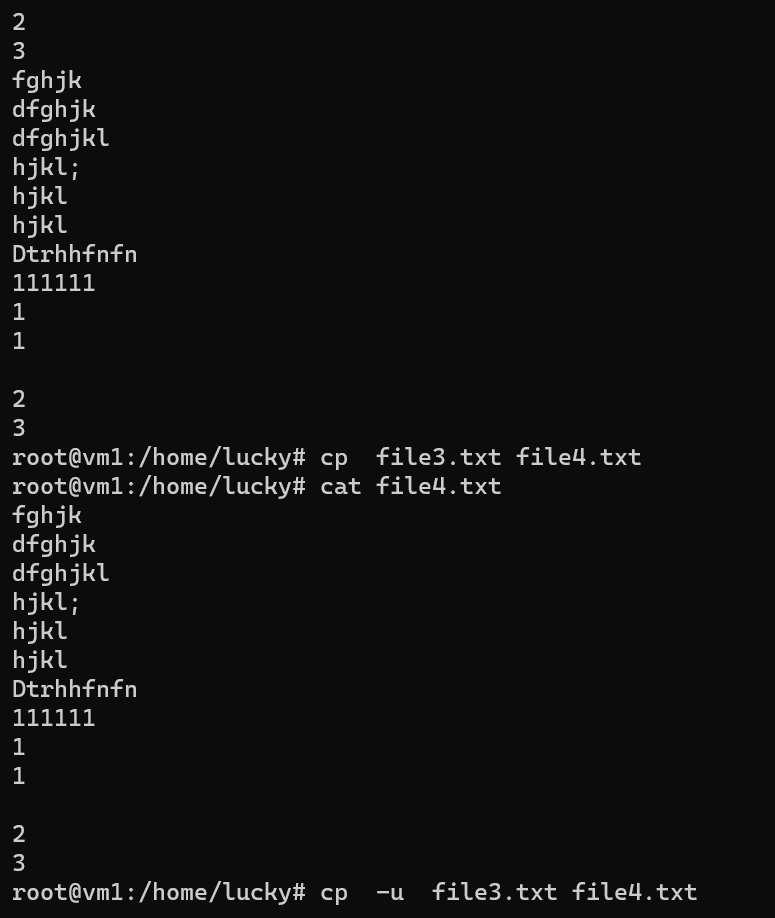 2
3
fghjk
dfghjk
dfghjkl
hjkl;
hjkl
hjkl
Dtrhhfnfn
111111
1
1

2
3
root@vm1:/home/lucky# cp  file3.txt file4.txt
root@vm1:/home/lucky# cat file4.txt
fghjk
dfghjk
dfghjkl
hjkl;
hjkl
hjkl
Dtrhhfnfn
111111
1
1

2
3
root@vm1:/home/lucky# cp  -u  file3.txt file4.txt